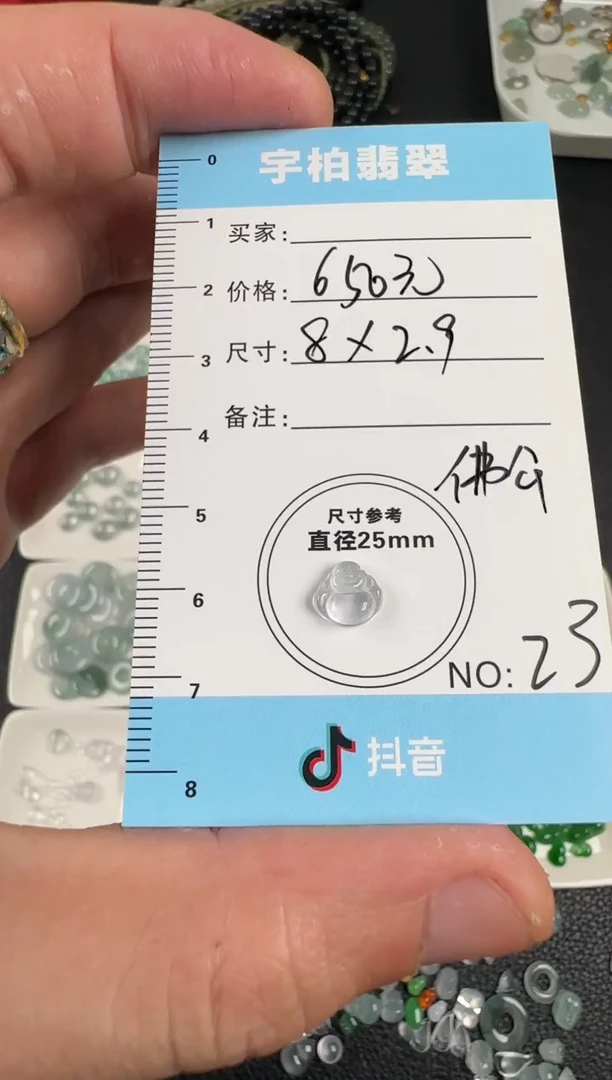 宇柏翡翠
0
1
买家:
2
价格: 650元
3
尺寸: 8×2.9
4
备注:
佛公
5
尺寸参考
直径25mm
6
NO: 23
7
抖音
8